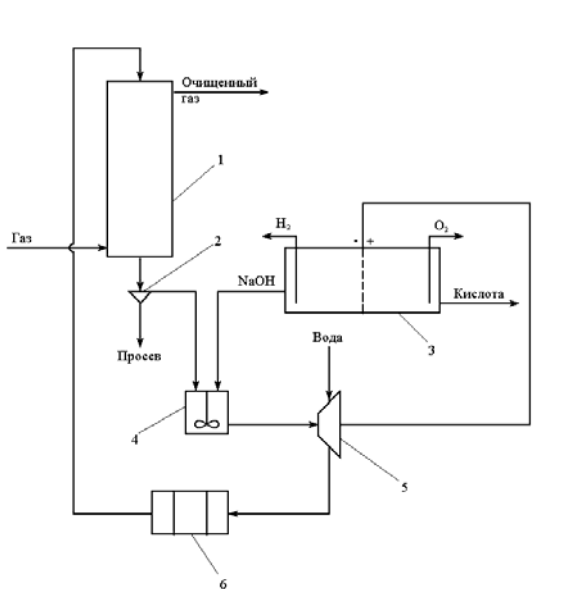 Очищенный
газ
1
Газ
2
H₂
- +
O₂
NaOH
Кислота
Просев
Вода
3
4
5
6